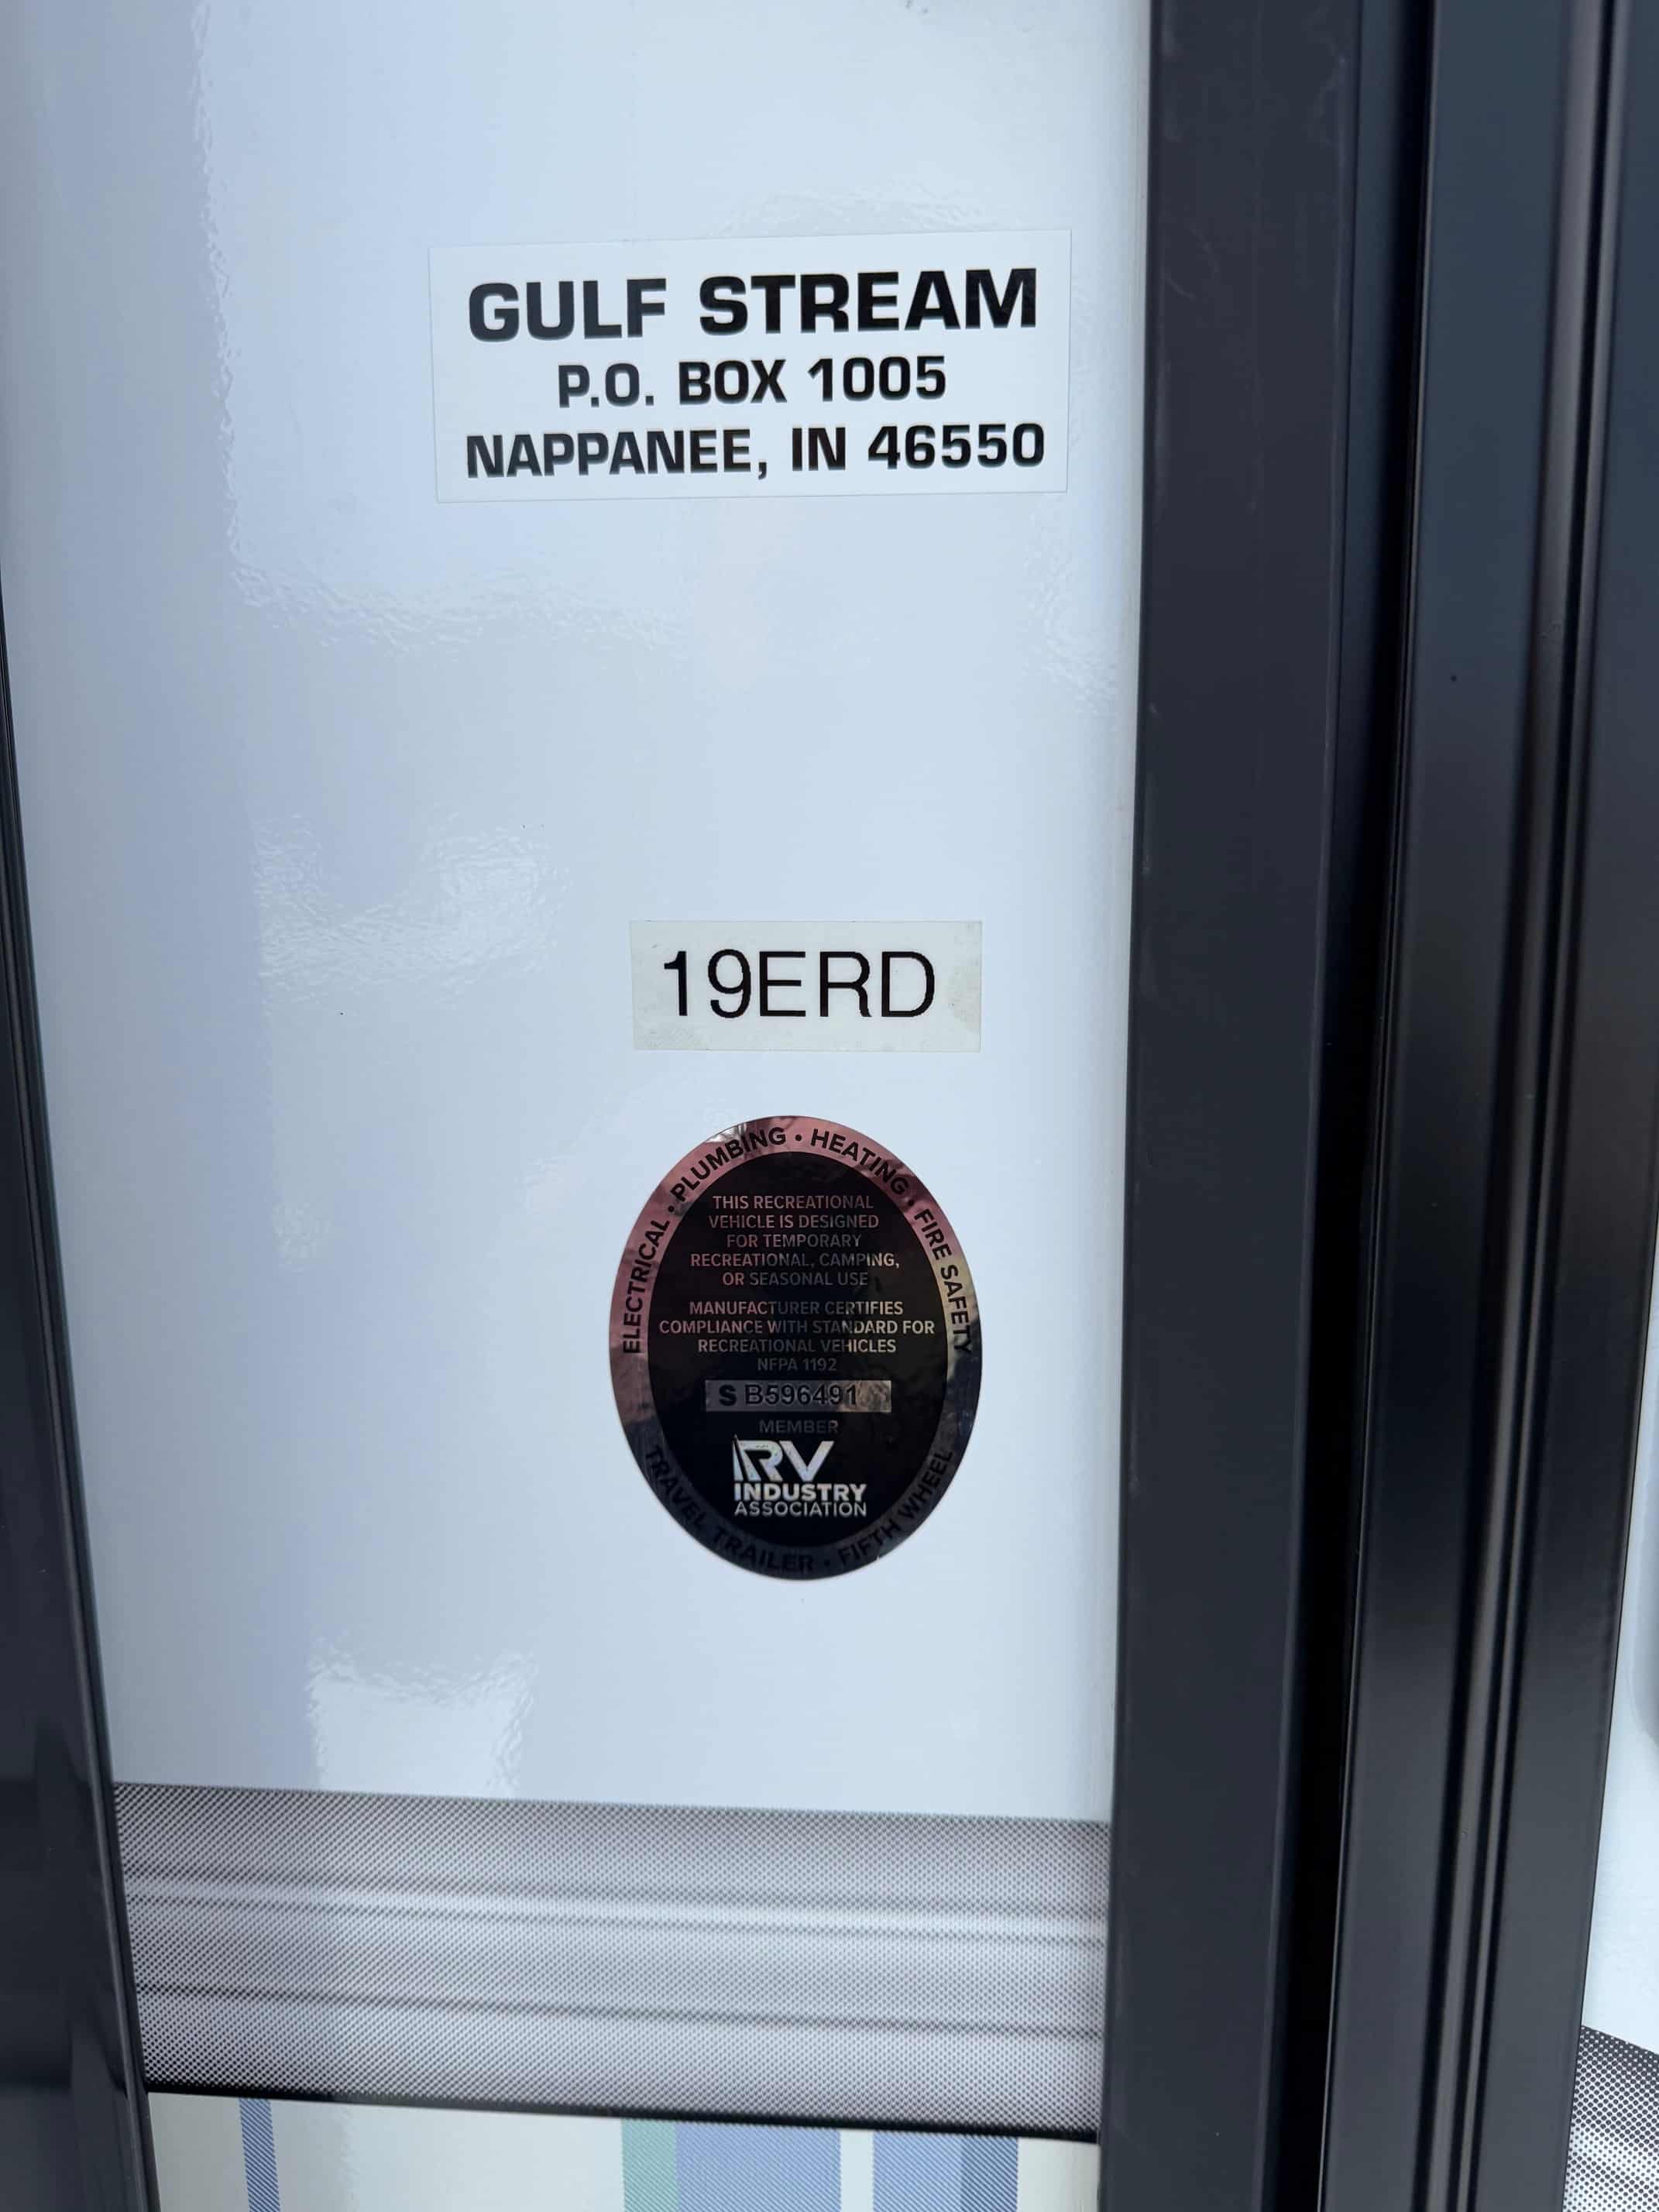 GULF STREAM
P.O. BOX 1005
NAPPANEE, IN 46550
19ERD
ELECTRICAL • PLUMBING • HEATING • FIRE SAFETY
THIS RECREATIONAL
VEHICLE IS DESIGNED
FOR TEMPORARY
RECREATIONAL, CAMPING,
OR SEASONAL USE
MANUFACTURER CERTIFIES
COMPLIANCE WITH STANDARD FOR
RECREATIONAL VEHICLES
NFPA 1192
S B596491
MEMBER
RV
INDUSTRY
ASSOCIATION
TRAVEL TRAILER • FIFTH WHEEL